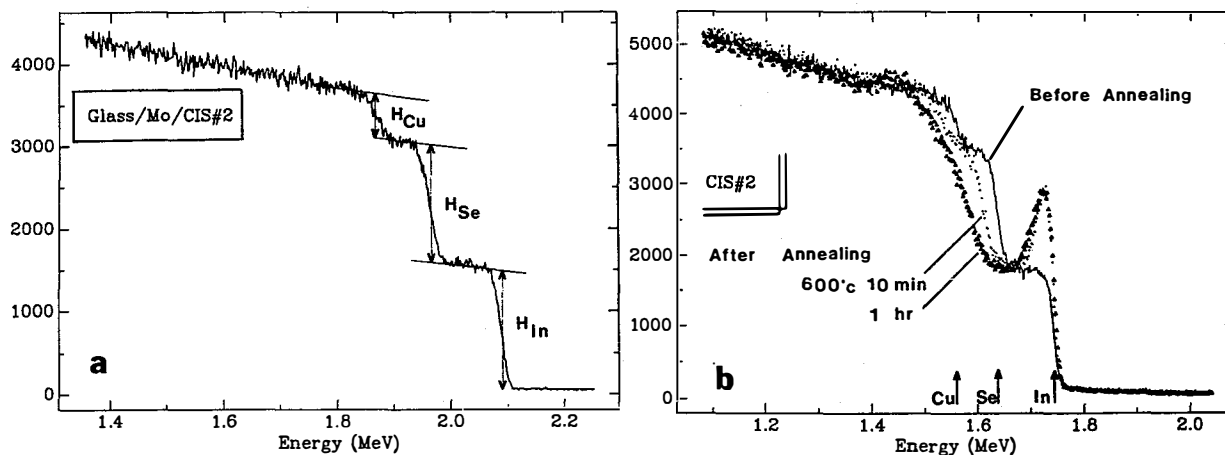 4000
3000
2000
1000
0
1.4
1.6
1.8
2.0
2.2
Energy (MeV)
Glass/Mo/CIS#2
HCu
HSe
HIn
a
5000
4000
3000
2000
1000
0
1.2
1.4
1.6
1.8
2.0
Energy (MeV)
Before Annealing
CIS#2
After Annealing
600°c 10 min
1 hr
Cu
Se
In
b